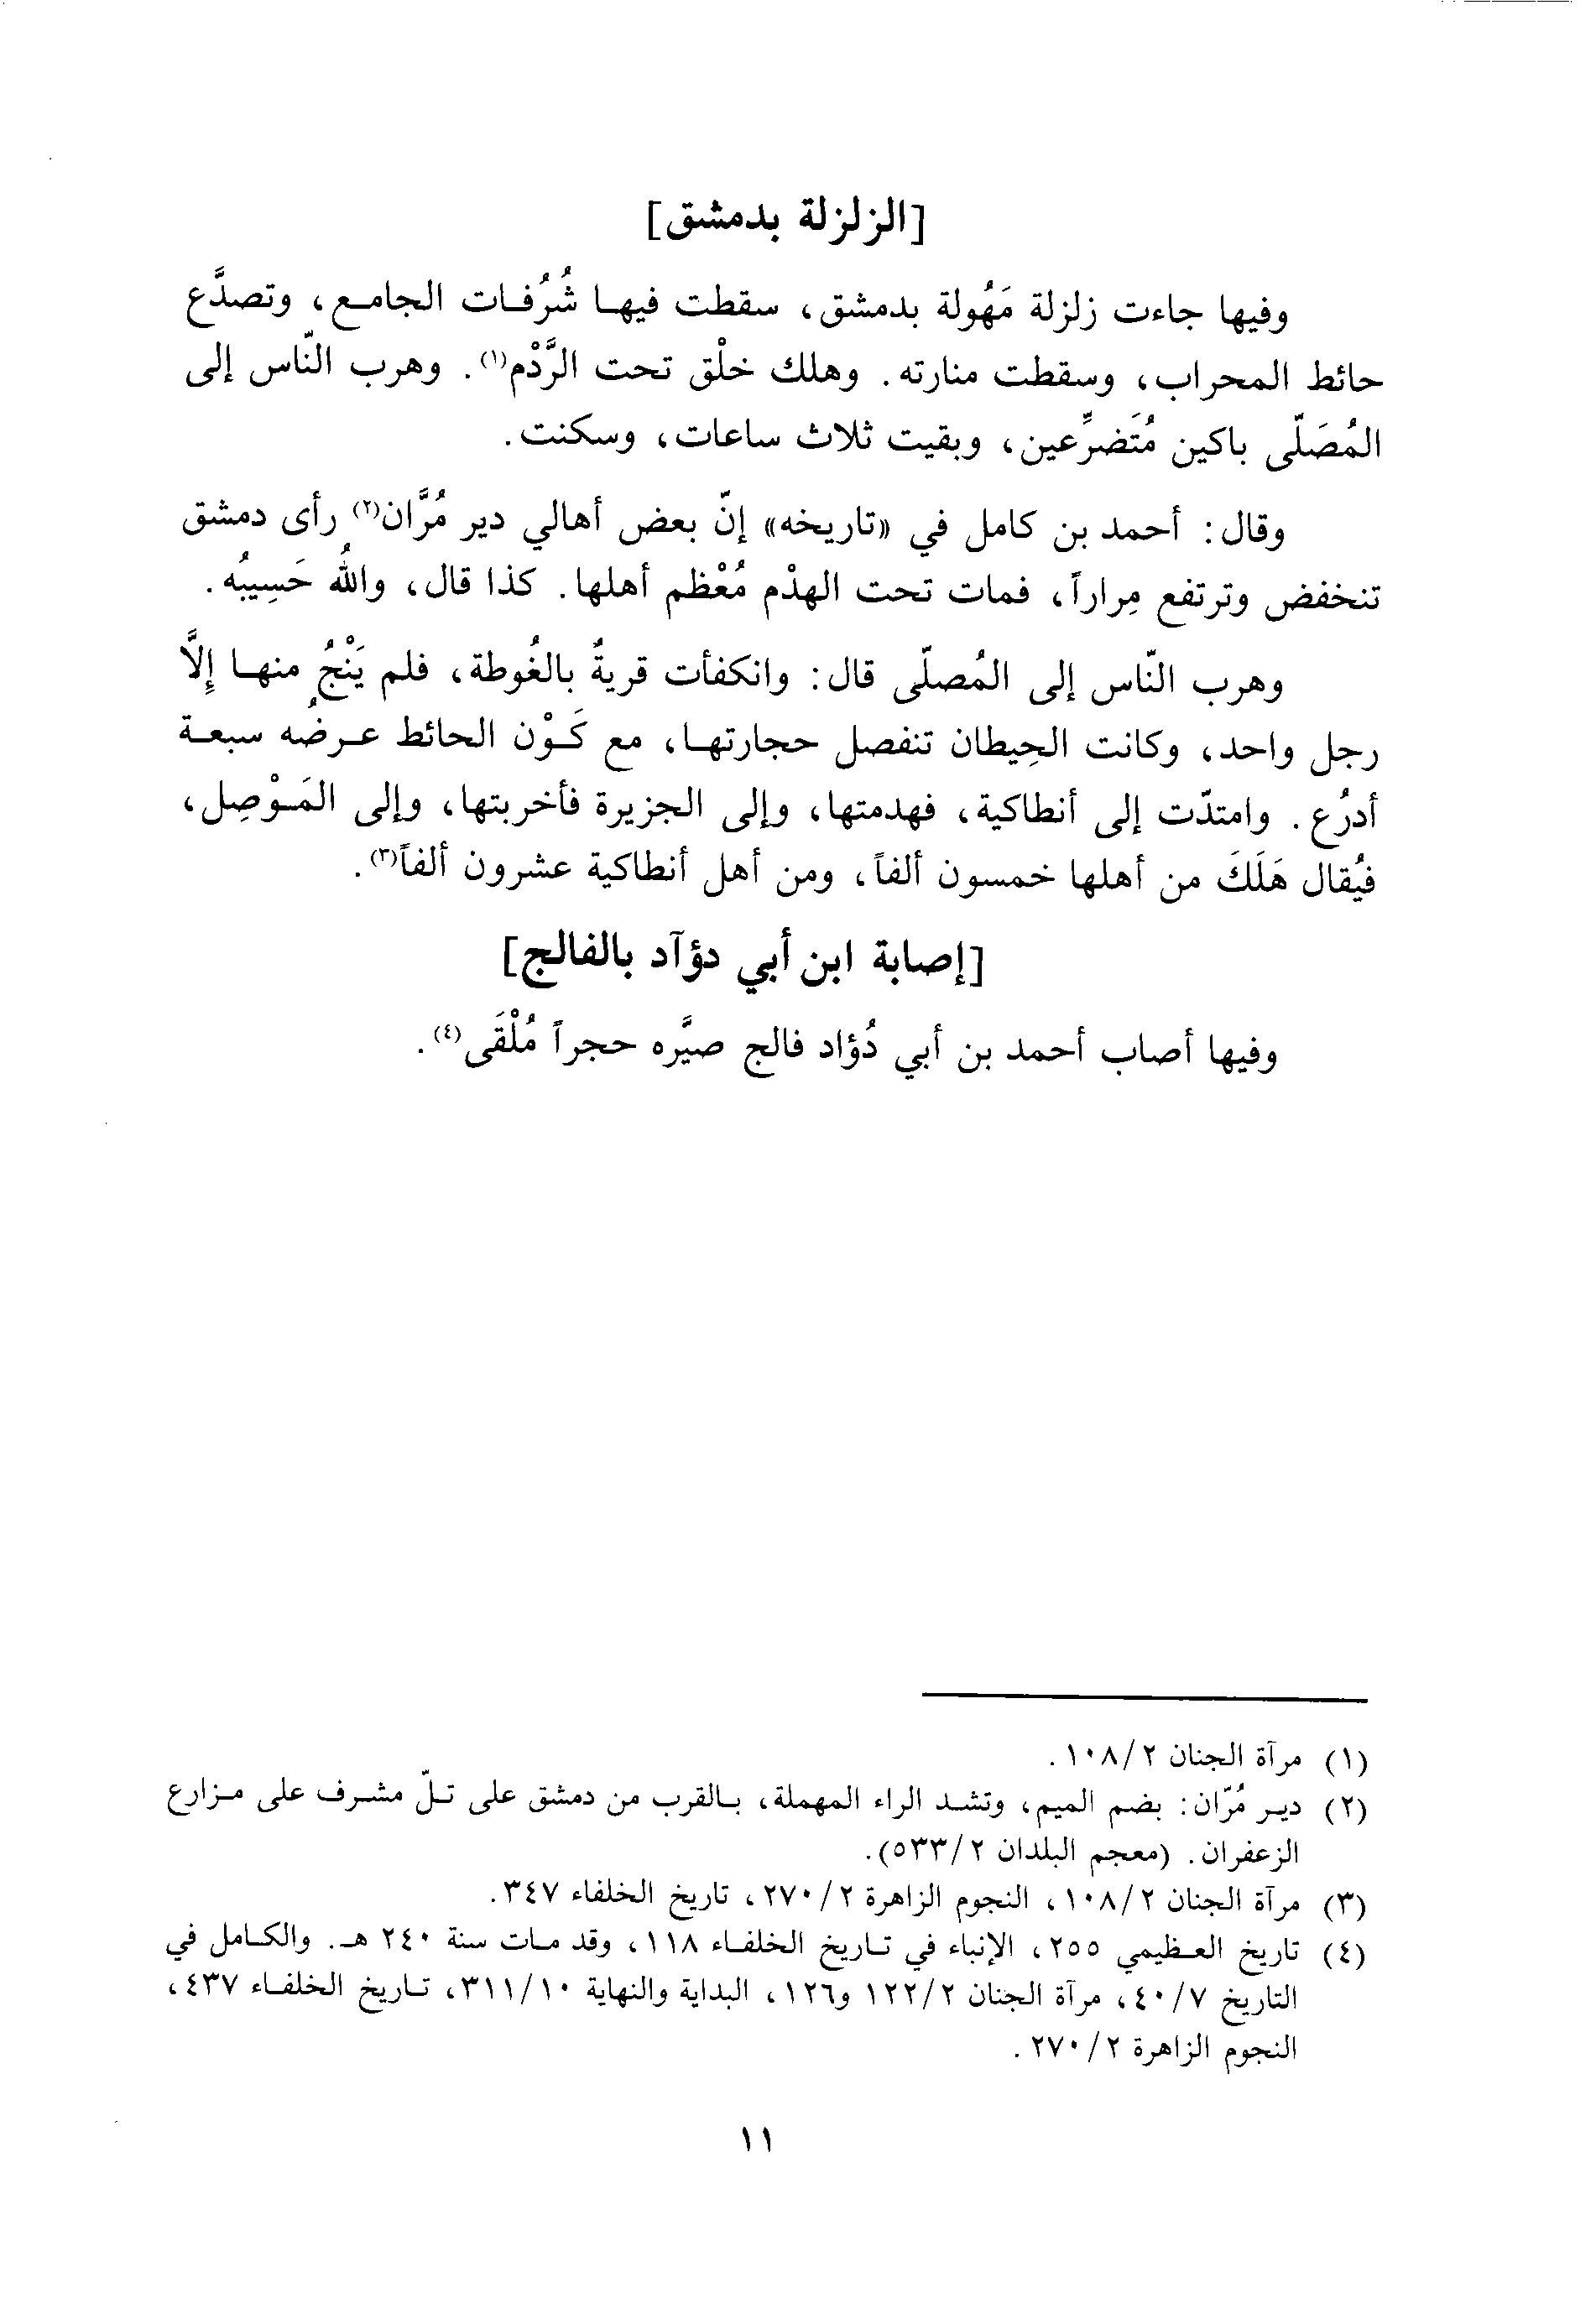 [الزلزلة بدمشق]
وفيها جاءت زلزلة مَهُولة بدمشق، سقطت فيها شُرُفات الجامع، وتصدَّع
حائط المحراب، وسقطت منارته. وهلك خلْق تحت الرَّدْم(١). وهرب النّاس إلى
المُصَلّى باكين مُتَضرِّعين، وبقيت ثلاث ساعات، وسكنت.
وقال: أحمد بن كامل في «تاريخه» إنّ بعض أهالي دير مُرَّان(٢) رأى دمشق
تنخفض وترتفع مِراراً، فمات تحت الهدْم مُعْظم أهلها. كذا قال، واللهُ حَسِيبُه.
وهرب النّاس إلى المُصلّى قال: وانكفأت قريةٌ بالغُوطة، فلم يَنْجُ منها إِلاَّ
رجل واحد، وكانت الحِيطان تنفصل حجارتها، مع كَوْن الحائط عرضُه سبعة
أدرُع. وامتدّت إلى أنطاكية، فهدمتها، وإلى الجزيرة فأخربتها، وإلى المَوْصِل،
فيُقال هَلَكَ من أهلها خمسون ألفاً، ومن أهل أنطاكية عشرون ألفاً(٣).
[إصابة ابن أبي دؤآد بالفالج]
وفيها أصاب أحمد بن أبي دُؤاد فالج صيَّره حجراً مُلْقَى(٤).
(١) مرآة الجنان ١٠٨/٢.
(٢) دير مُرّان: بضم الميم، وتشد الراء المهملة، بالقرب من دمشق على تلّ مشرف على مزارع
الزعفران. (معجم البلدان ٥٣٣/٢).
(٣) مرآة الجنان ١٠٨/٢، النجوم الزاهرة ٢٧٠/٢، تاريخ الخلفاء ٣٤٧.
(٤) تاريخ العظيمي ٢٥٥، الإنباء في تاريخ الخلفاء ١١٨، وقد مات سنة ٢٤٠ هـ. والكامل في
التاريخ ٤٠/٧، مرآة الجنان ١٢٢/٢ و١٢٦، البداية والنهاية ٣١١/١٠، تاريخ الخلفاء ٤٣٧،
النجوم الزاهرة ٢٧٠/٢.
١١